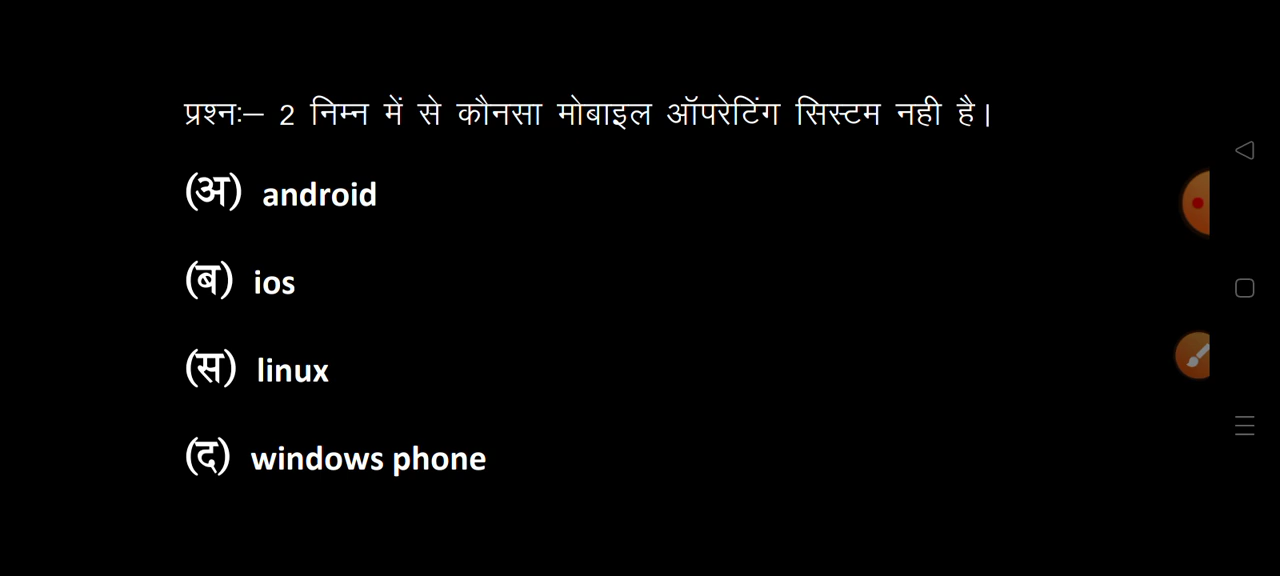 प्रश्नः– 2 निम्न में से कौनसा मोबाइल ऑपरेटिंग सिस्टम नही है।
(अ) android
(ब) ios
(स) linux
(द) windows phone